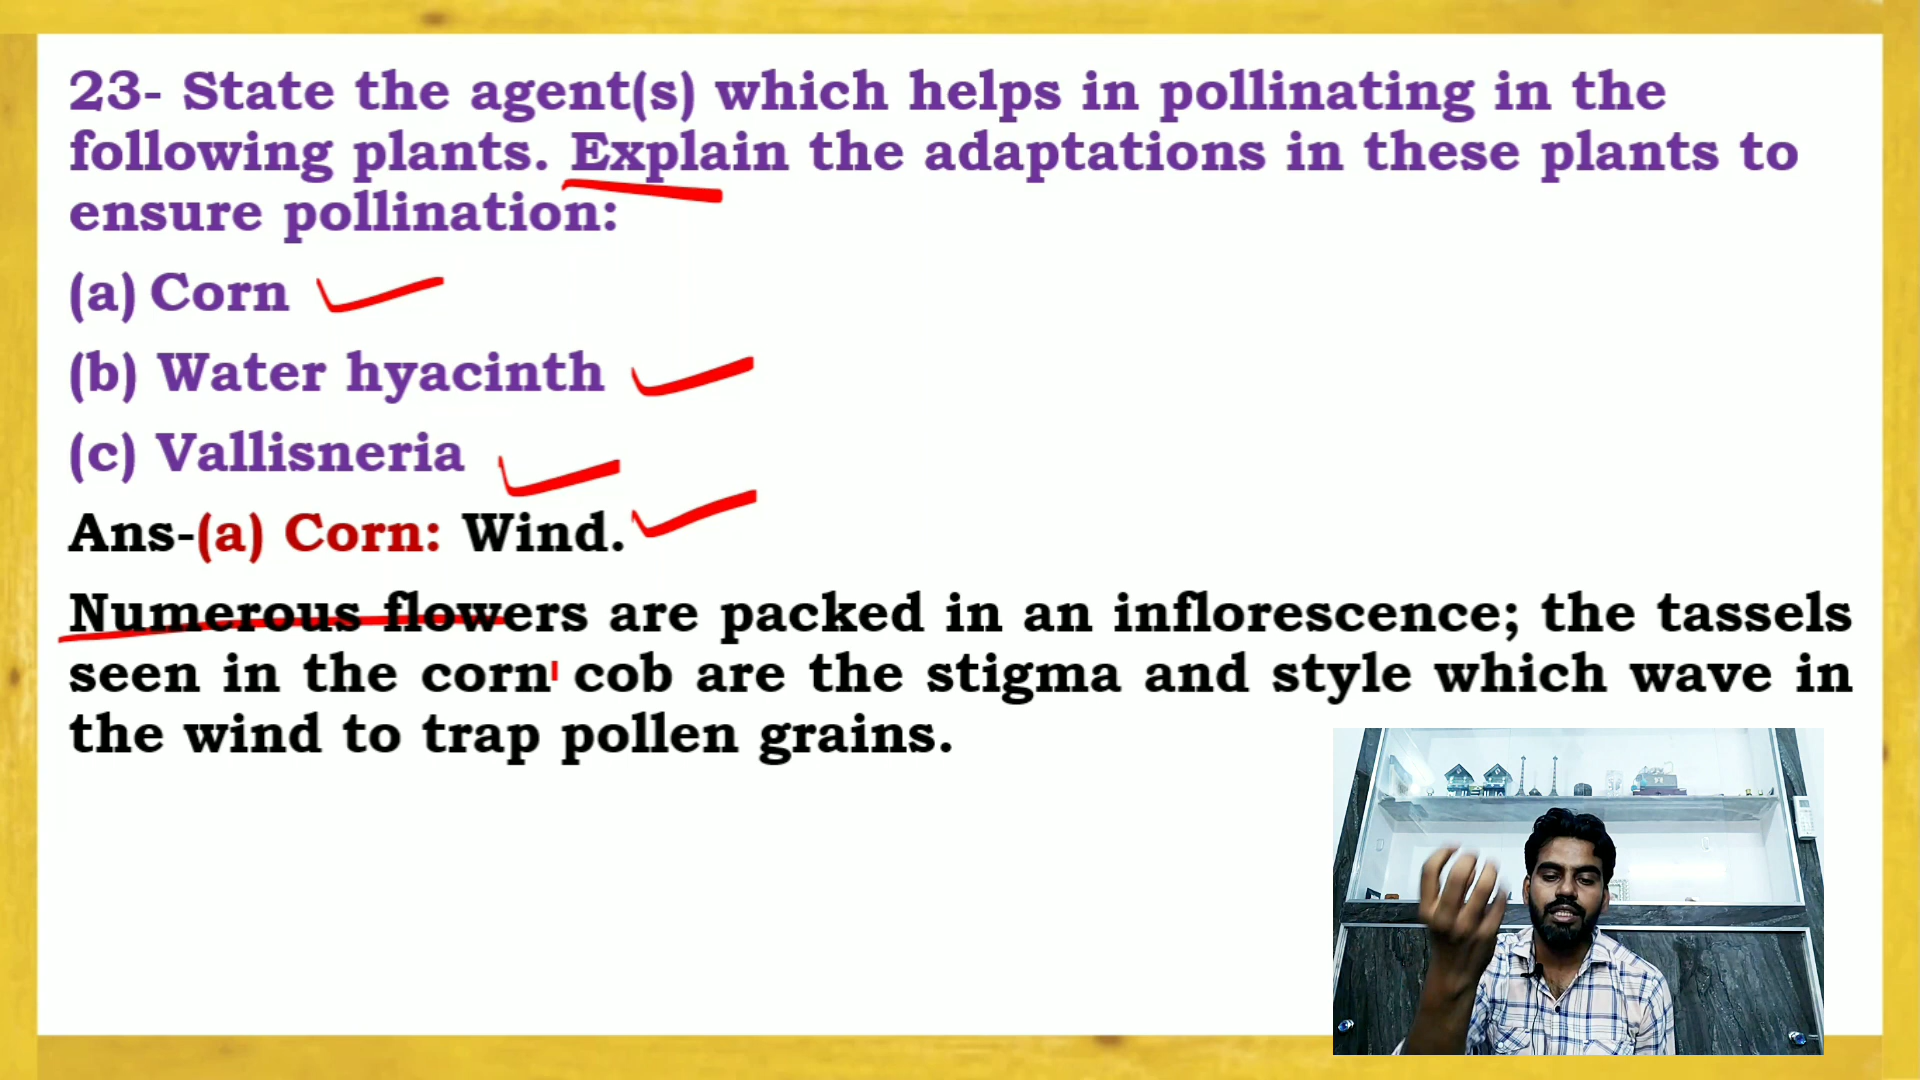 23- State the agent(s) which helps in pollinating in the
following plants. Explain the adaptations in these plants to
ensure pollination:
(a) Corn
(b) Water hyacinth
(c) Vallisneria
Ans-(a) Corn: Wind.
Numerous flowers are packed in an inflorescence; the tassels
seen in the corn cob are the stigma and style which wave in
the wind to trap pollen grains.